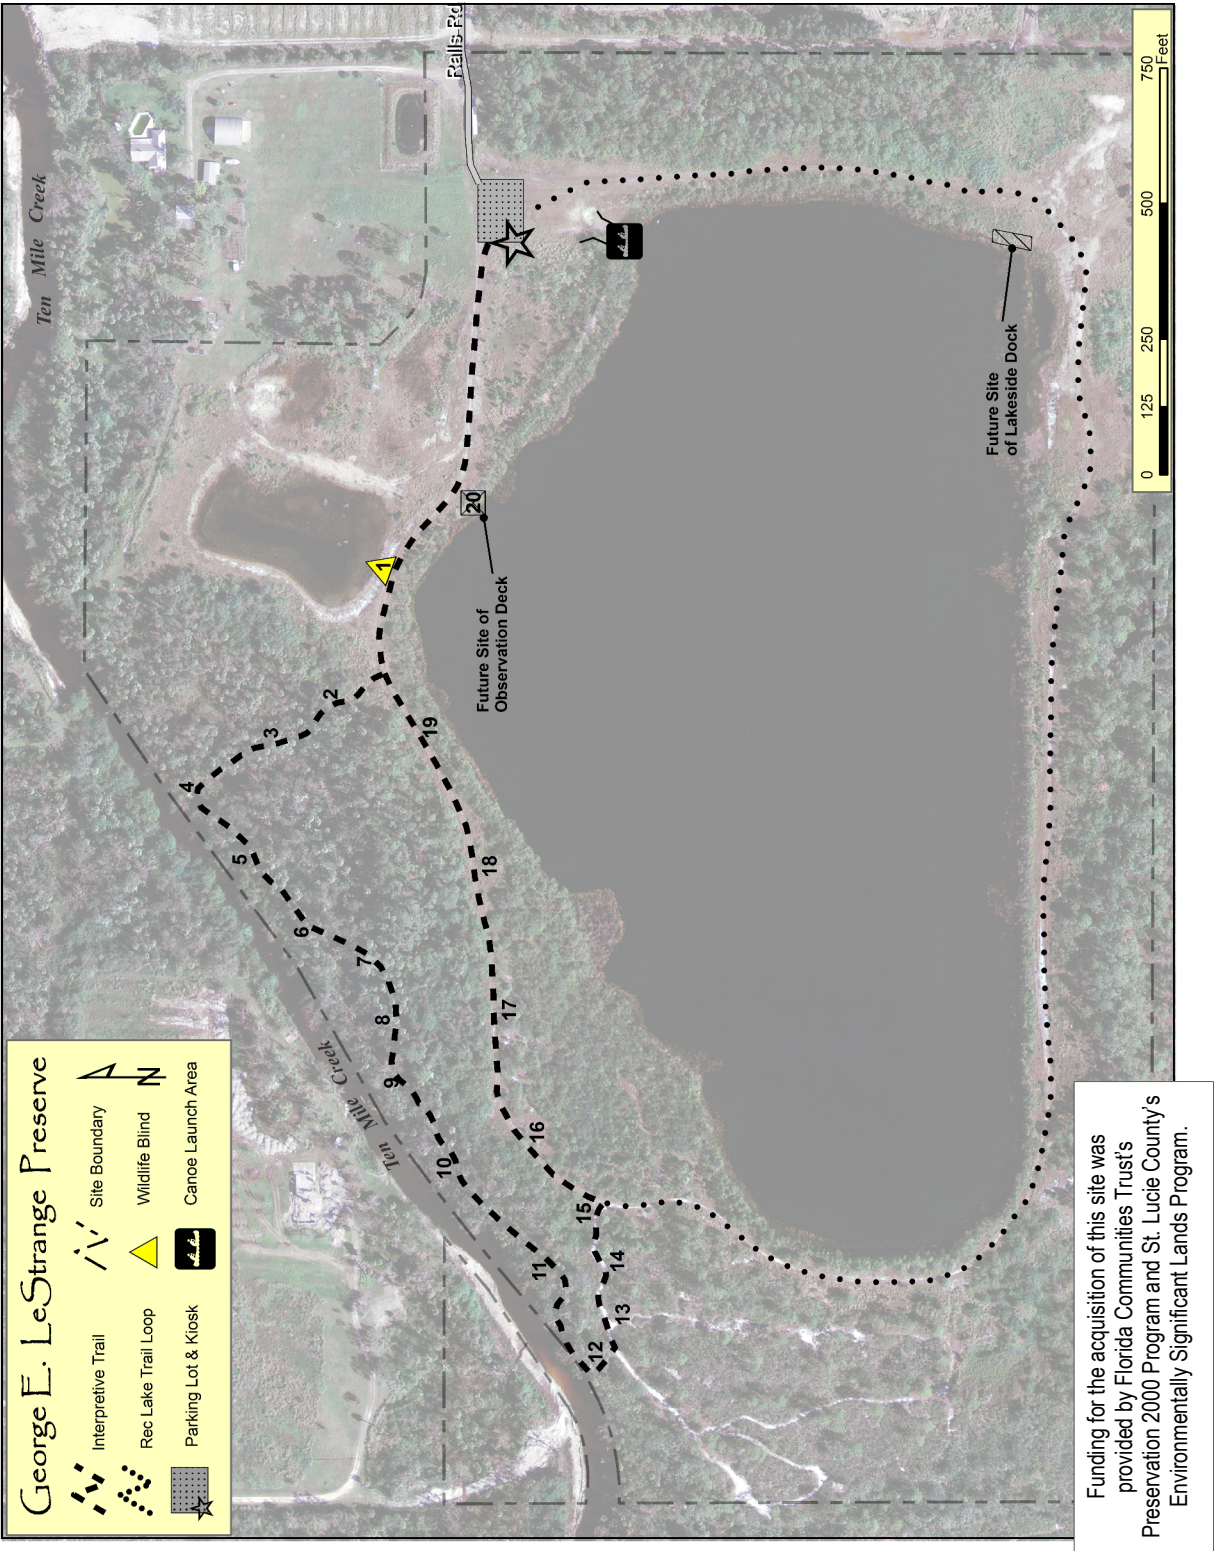 George E. LeStrange Preserve
Interpretive Trail
Site Boundary
Rec Lake Trail Loop
Wildlife Blind
N
Parking Lot & Kiosk
Canoe Launch Area
Ten Mile Creek
Ten Mile Creek
Ralls Rd
1
2
3
4
5
6
7
8
9
10
11
12
13
14
15
16
17
18
19
20
Future Site of
Observation Deck
Future Site
of Lakeside Dock
0 125 250 500 750
Feet
Funding for the acquisition of this site was
provided by Florida Communities Trust's
Preservation 2000 Program and St. Lucie County's
Environmentally Significant Lands Program.